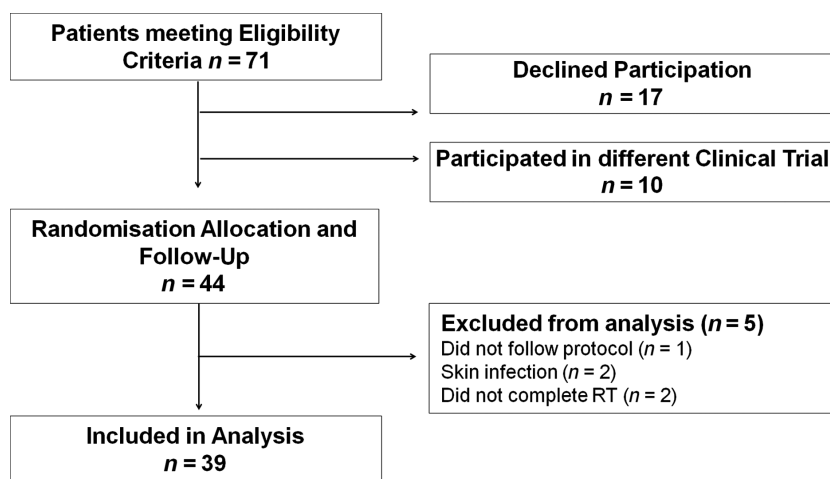 Patients meeting Eligibility
Criteria n = 71
Declined Participation
n = 17
Participated in different Clinical Trial
n = 10
Randomisation Allocation and
Follow-Up
n = 44
Excluded from analysis (n = 5)
Did not follow protocol (n = 1)
Skin infection (n = 2)
Did not complete RT (n = 2)
Included in Analysis
n = 39